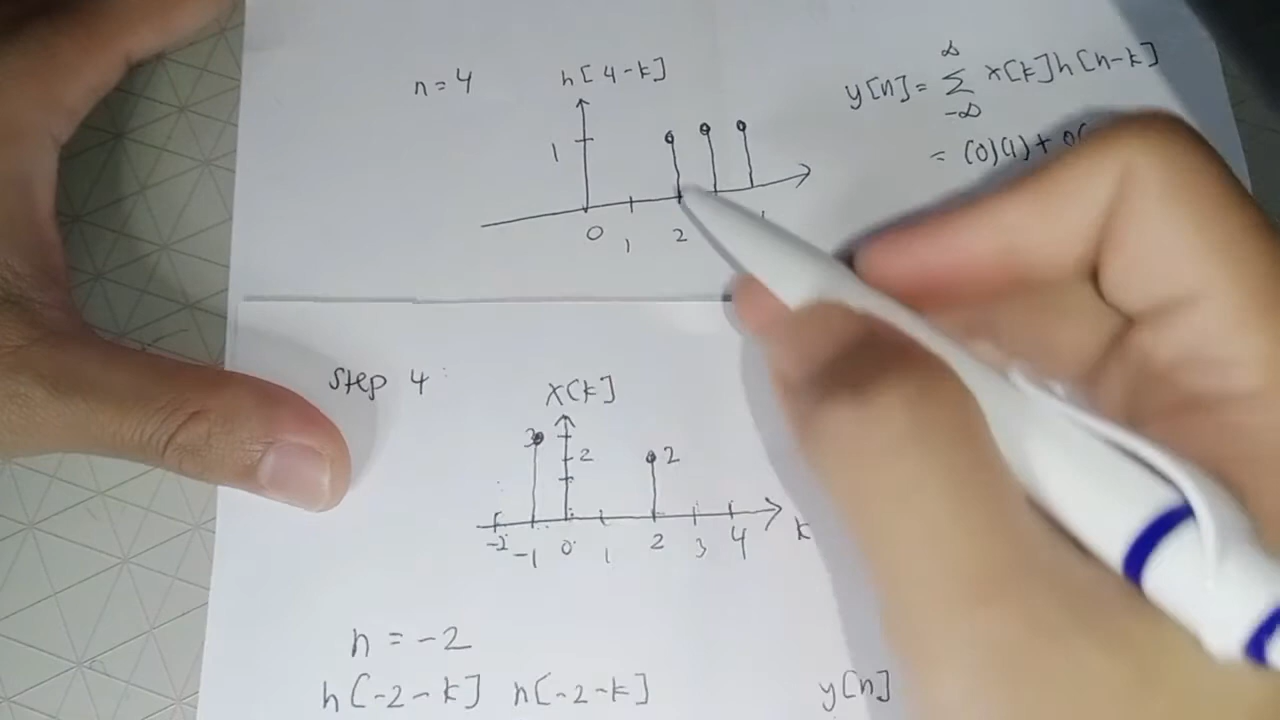 n=4
h[4-k]
y[n]= ∞ Σ -∞ x[k]h[n-k]
= (0)(1)+ 0(
1
0 1 2
Step 4:
x[k]
3 2 2
-2 -1 0 1 2 3 4 k
n = -2
h[-2-k] h[-2-k] y[n]